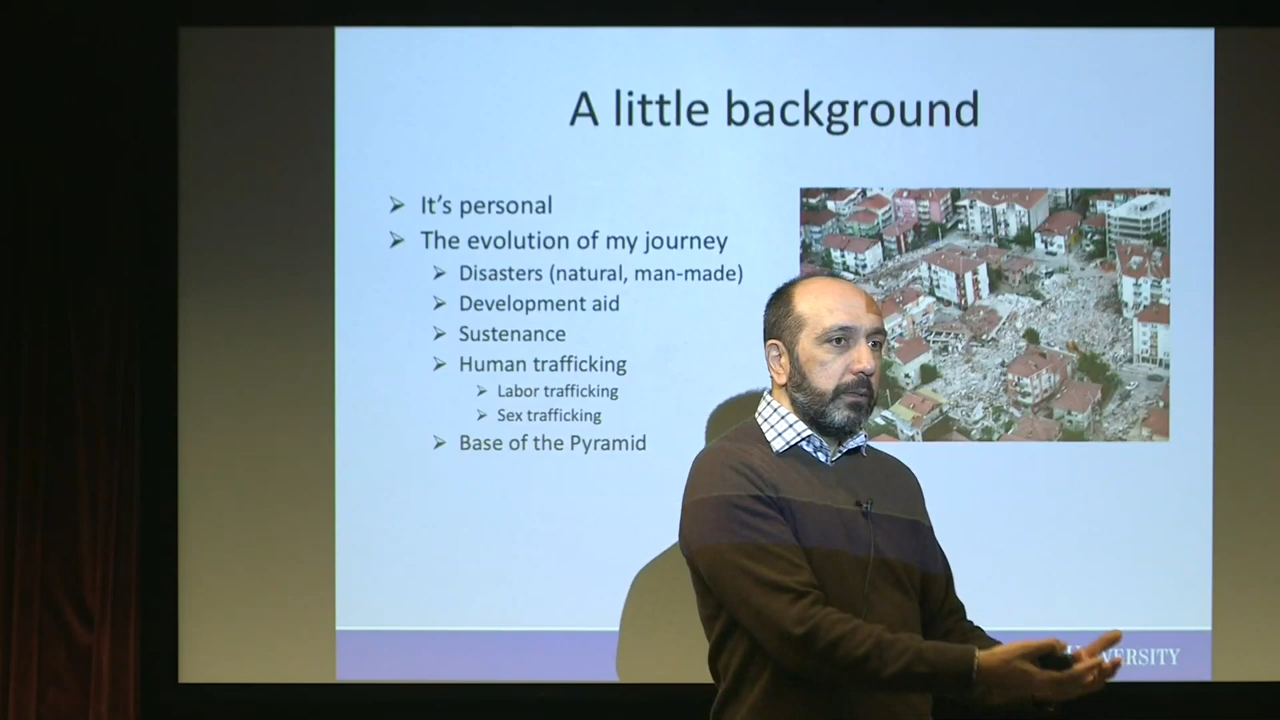 A little background
➢ It's personal
➢ The evolution of my journey
➢ Disasters (natural, man-made)
➢ Development aid
➢ Sustenance
➢ Human trafficking
➢ Labor trafficking
➢ Sex trafficking
➢ Base of the Pyramid